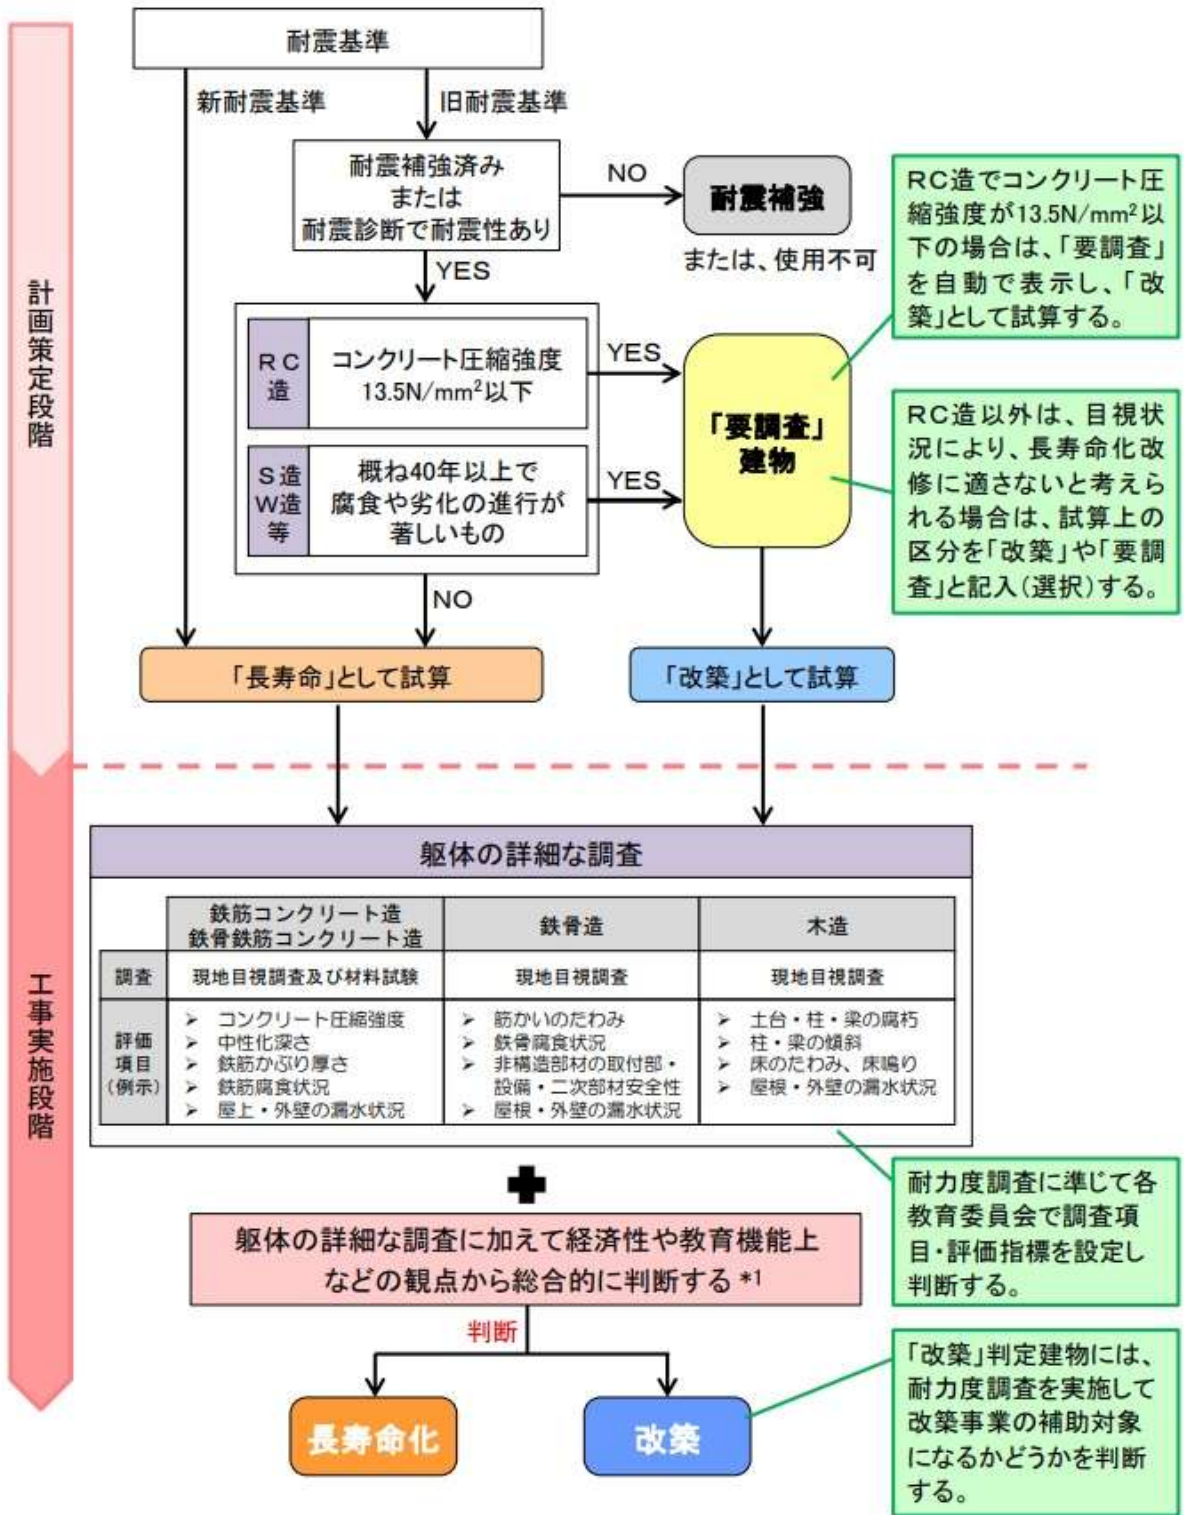 耐震基準
新耐震基準
旧耐震基準
耐震補強済み
または
耐震診断で耐震性あり
NO
耐震補強
または、使用不可
YES
RC造でコンクリート圧
縮強度が13.5N/mm²以
下の場合は、「要調査」
を自動で表示し、「改
築」として試算する。
計画策定段階
RC
造
コンクリート圧縮強度
13.5N/mm²以下
YES
「要調査」
建物
S造
W造
等
概ね40年以上で
腐食や劣化の進行が
著しいもの
YES
RC造以外は、目視状
況により、長寿命化改
修に適さないと考えら
れる場合は、試算上の
区分を「改築」や「要調
査」と記入(選択)する。
NO
「長寿命」として試算
「改築」として試算
工事実施段階
躯体の詳細な調査
鉄筋コンクリート造
鉄骨鉄筋コンクリート造
鉄骨造
木造
調査
現地目視調査及び材料試験
現地目視調査
現地目視調査
評価
項目
(例示)
➢ コンクリート圧縮強度
➢ 中性化深さ
➢ 鉄筋かぶり厚さ
➢ 鉄筋腐食状況
➢ 屋上・外壁の漏水状況
➢ 筋かいのたわみ
➢ 鉄骨腐食状況
➢ 非構造部材の取付部・
設備・二次部材安全性
➢ 屋根・外壁の漏水状況
➢ 土台・柱・梁の腐朽
➢ 柱・梁の傾斜
➢ 床のたわみ、床鳴り
➢ 屋根・外壁の漏水状況
耐力度調査に準じて各
教育委員会で調査項
目・評価指標を設定し
判断する。
躯体の詳細な調査に加えて経済性や教育機能上
などの観点から総合的に判断する *1
判断
長寿命化
改築
「改築」判定建物には、
耐力度調査を実施して
改築事業の補助対象
になるかどうかを判断
する。